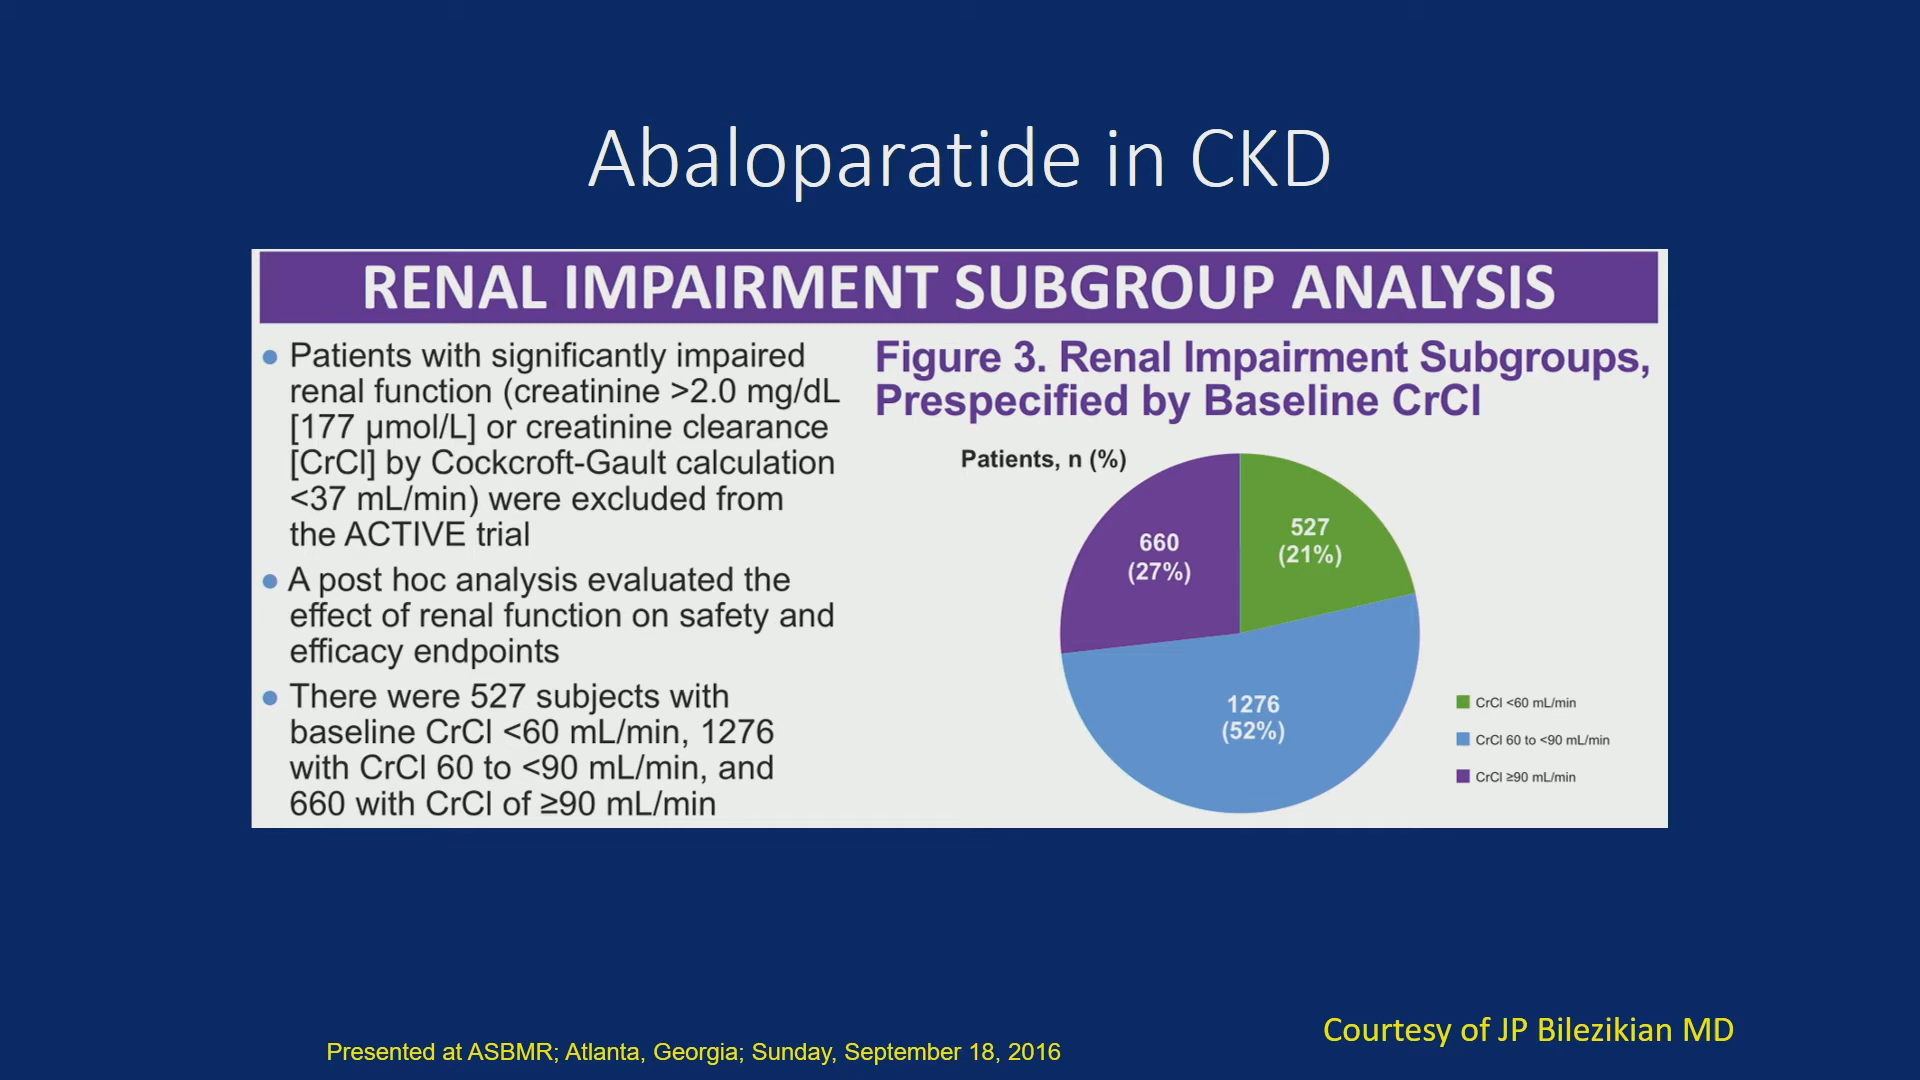 Abaloparatide in CKD
RENAL IMPAIRMENT SUBGROUP ANALYSIS
• Patients with significantly impaired
renal function (creatinine >2.0 mg/dL
[177 µmol/L] or creatinine clearance
[CrCl] by Cockcroft-Gault calculation
<37 mL/min) were excluded from
the ACTIVE trial
• A post hoc analysis evaluated the
effect of renal function on safety and
efficacy endpoints
• There were 527 subjects with
baseline CrCl <60 mL/min, 1276
with CrCl 60 to <90 mL/min, and
660 with CrCl of ≥90 mL/min
Figure 3. Renal Impairment Subgroups,
Prespecified by Baseline CrCl
Patients, n (%)
660
(27%)
527
(21%)
1276
(52%)
CrCl <60 mL/min
CrCl 60 to <90 mL/min
CrCl ≥90 mL/min
Courtesy of JP Bilezikian MD
Presented at ASBMR; Atlanta, Georgia; Sunday, September 18, 2016